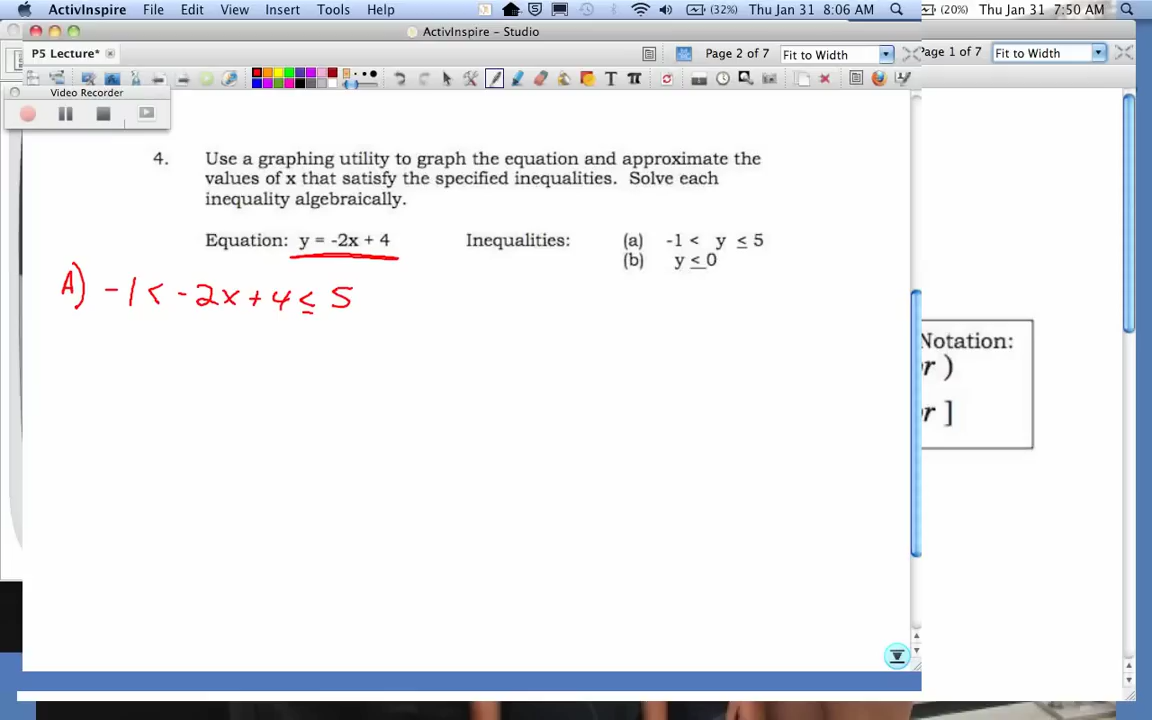 ActivInspire File Edit View Insert Tools Help (32%) Thu Jan 31 8:06 AM (20%) Thu Jan 31 7:50 AM
ActivInspire - Studio
P5 Lecture* Page 2 of 7 Fit to Width Page 1 of 7 Fit to Width
Video Recorder
4. Use a graphing utility to graph the equation and approximate the
values of x that satisfy the specified inequalities. Solve each
inequality algebraically.
Equation: y = -2x + 4 Inequalities: (a) -1 < y ≤ 5
(b) y ≤ 0
A) -1 < -2x + 4 ≤ 5
Notation:
r )
r ]